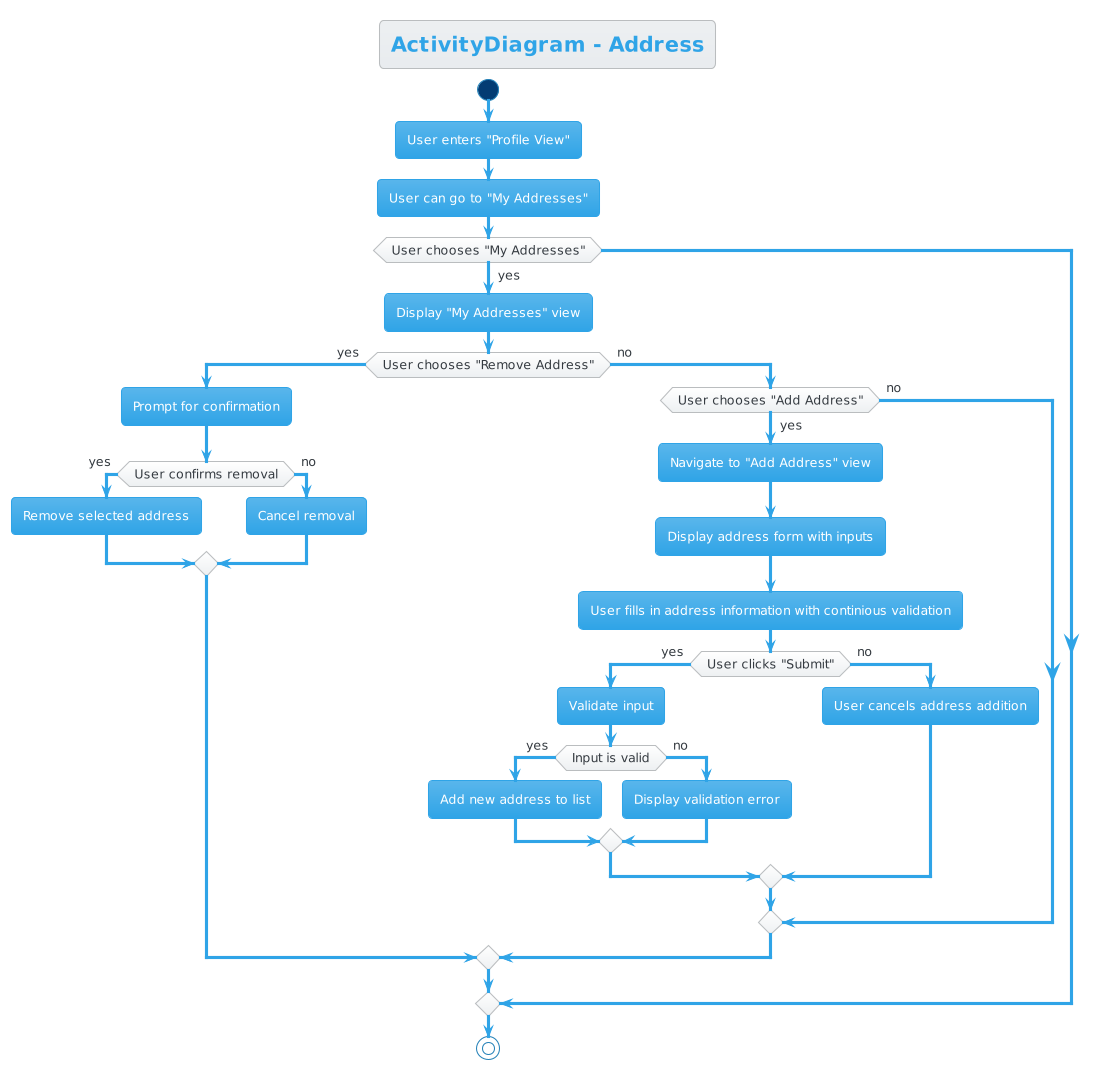 ActivityDiagram - Address
User enters "Profile View"
User can go to "My Addresses"
User chooses "My Addresses"
yes
Display "My Addresses" view
yes
User chooses "Remove Address"
no
Prompt for confirmation
User chooses "Add Address"
no
yes
Navigate to "Add Address" view
yes
User confirms removal
no
Remove selected address
Cancel removal
Display address form with inputs
User fills in address information with continious validation
yes
User clicks "Submit"
no
Validate input
User cancels address addition
yes
Input is valid
no
Add new address to list
Display validation error